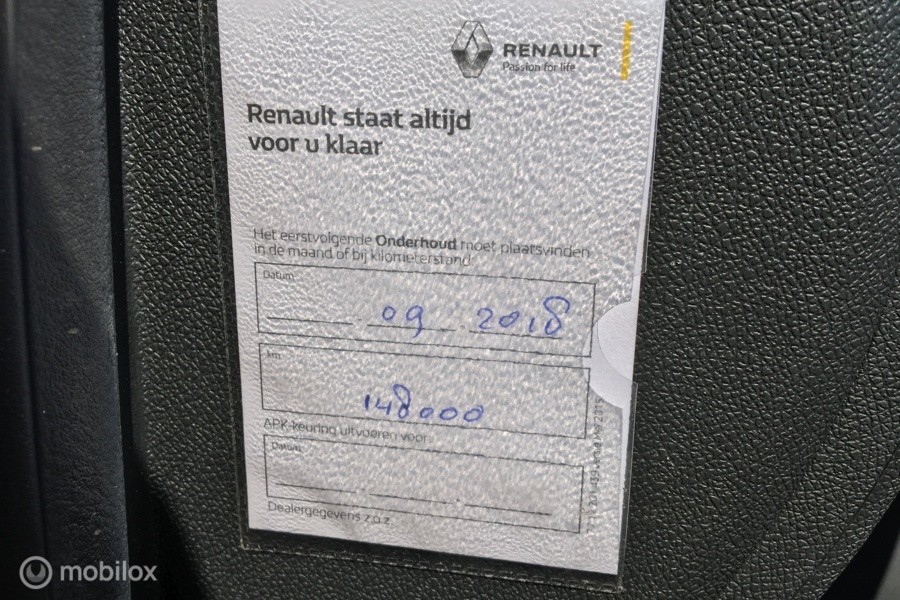 RENAULT
Passion for life
Renault staat altijd
voor u klaar
Het eerstvolgende Onderhoud moet plaatsvinden
in de maand of bij kilometerstand
Datum
09 2018
km
148000
APK-keuring uitvoeren voor
Datum
Dealergegevens z.o.z.
mobilox